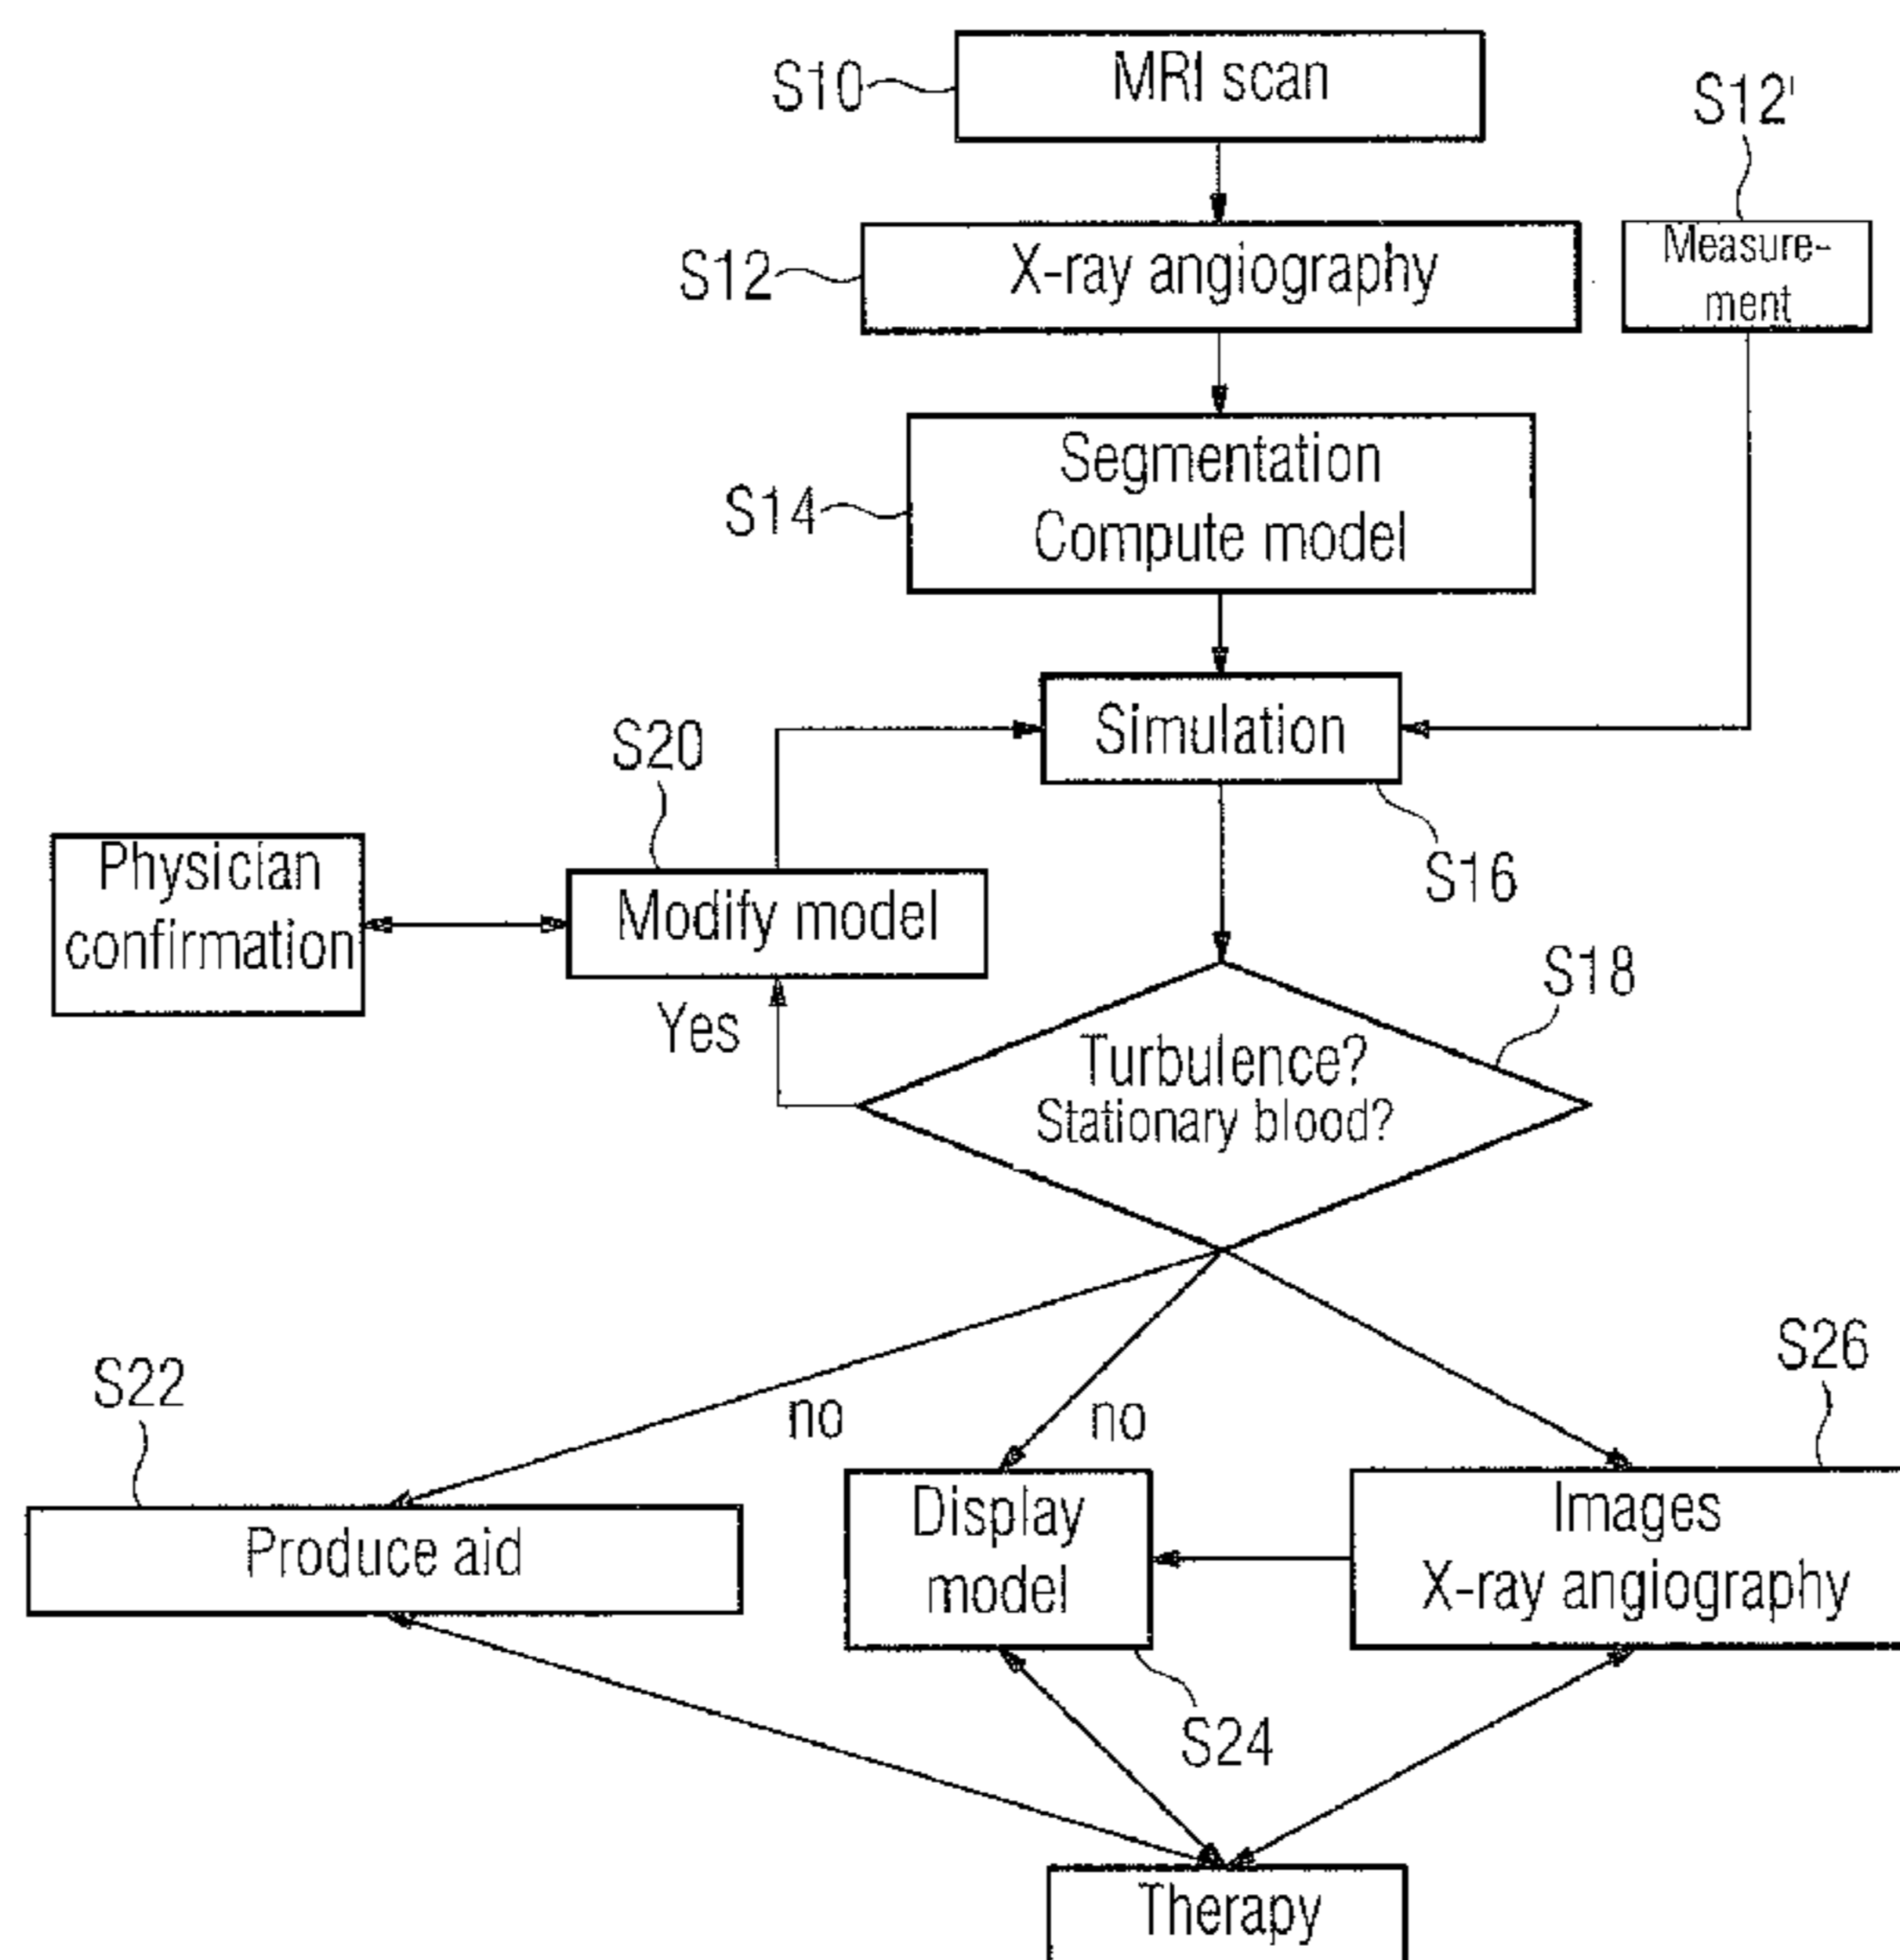 S10
MRI scan
S12'
S12
X-ray angiography
Measure-
ment
S14
Segmentation
Compute model
S20
Simulation
S16
Physician
confirmation
Modify model
Yes
S18
Turbulence?
Stationary blood?
S22
no
no
S26
Produce aid
Display
model
Images
X-ray angiography
S24
Therapy